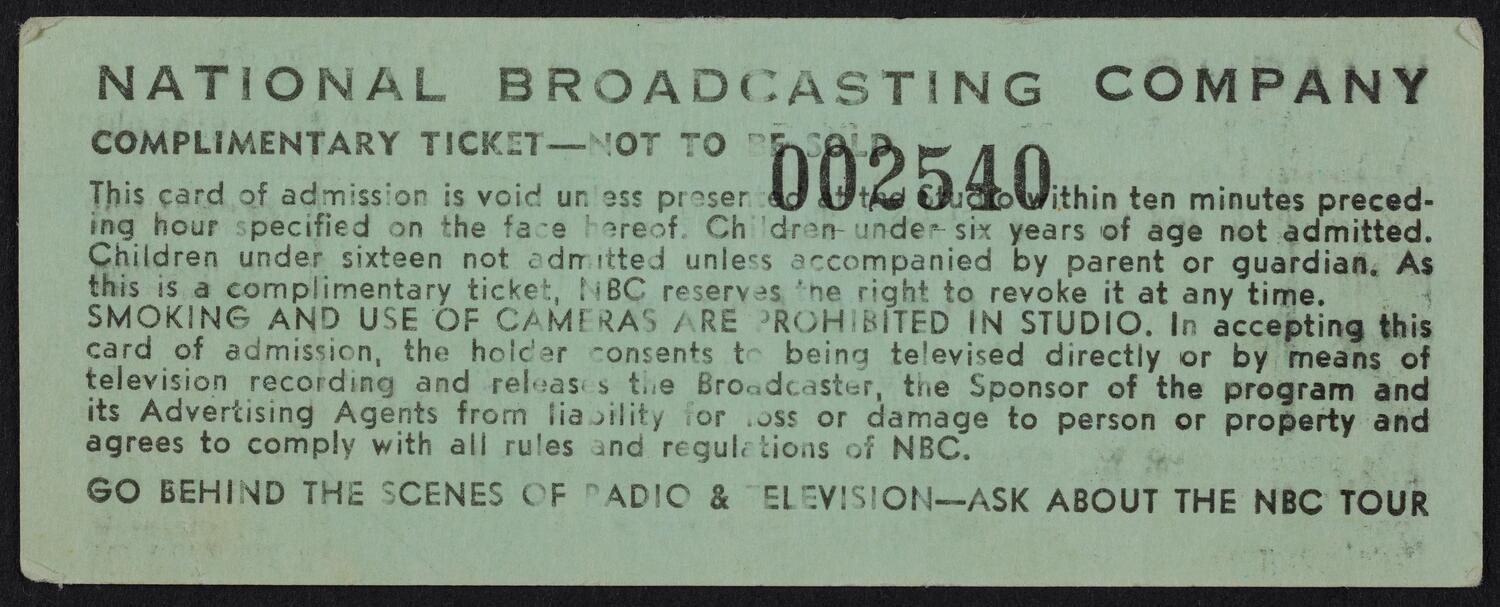 NATIONAL BROADCASTING COMPANY
COMPLIMENTARY TICKET—NOT TO BE SOLD
002540
This card of admission is void unless presented at the Studio within ten minutes preced-
ing hour specified on the face hereof. Children under six years of age not admitted.
Children under sixteen not admitted unless accompanied by parent or guardian. As
this is a complimentary ticket, NBC reserves the right to revoke it at any time.
SMOKING AND USE OF CAMERAS ARE PROHIBITED IN STUDIO. In accepting this
card of admission, the holder consents to being televised directly or by means of
television recording and releases the Broadcaster, the Sponsor of the program and
its Advertising Agents from liability for loss or damage to person or property and
agrees to comply with all rules and regulations of NBC.
GO BEHIND THE SCENES OF RADIO & TELEVISION—ASK ABOUT THE NBC TOUR